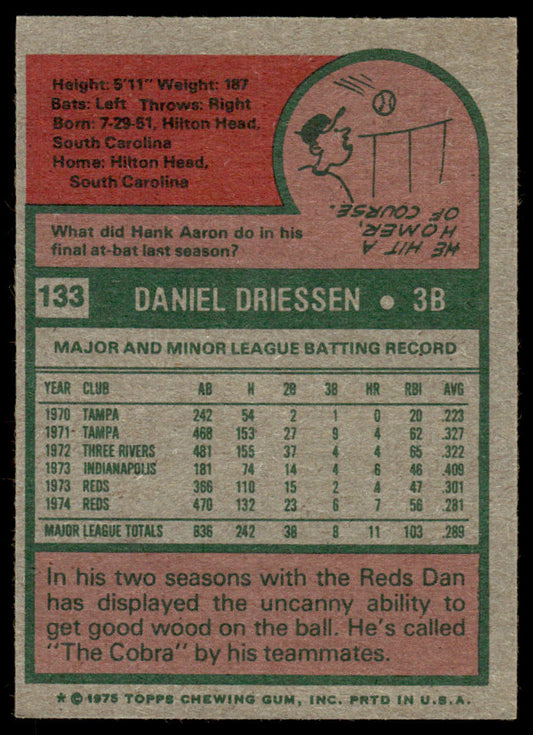 Height: 5'11" Weight: 187
Bats: Left Throws: Right
Born: 7-29-51, Hilton Head,
South Carolina
Home: Hilton Head,
South Carolina
What did Hank Aaron do in his
final at-bat last season?
HE HIT A
HOMER,
OF COURSE.
133 DANIEL DRIESSEN • 3B
MAJOR AND MINOR LEAGUE BATTING RECORD
YEAR CLUB AB H 2B 3B HR RBI AVG
1970 TAMPA 242 54 2 1 0 20 .223
1971 TAMPA 468 153 27 9 4 62 .327
1972 THREE RIVERS 481 155 37 4 4 65 .322
1973 INDIANAPOLIS 181 74 14 4 6 46 .409
1973 REDS 366 110 15 2 4 47 .301
1974 REDS 470 132 23 6 7 56 .281
MAJOR LEAGUE TOTALS 836 242 38 8 11 103 .289
In his two seasons with the Reds Dan
has displayed the uncanny ability to
get good wood on the ball. He's called
"The Cobra" by his teammates.
* © 1975 TOPPS CHEWING GUM, INC. PRTD IN U.S.A.